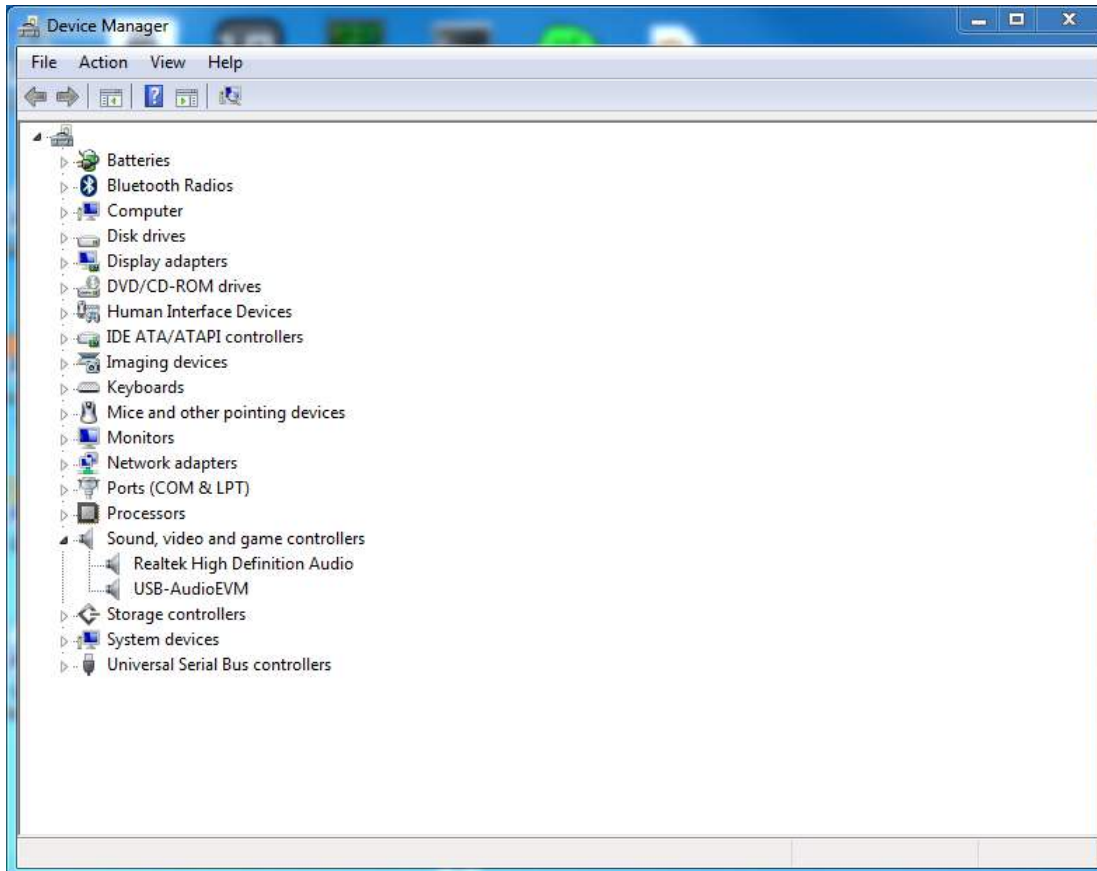 Device Manager
File Action View Help
Batteries
Bluetooth Radios
Computer
Disk drives
Display adapters
DVD/CD-ROM drives
Human Interface Devices
IDE ATA/ATAPI controllers
Imaging devices
Keyboards
Mice and other pointing devices
Monitors
Network adapters
Ports (COM & LPT)
Processors
Sound, video and game controllers
Realtek High Definition Audio
USB-AudioEVM
Storage controllers
System devices
Universal Serial Bus controllers